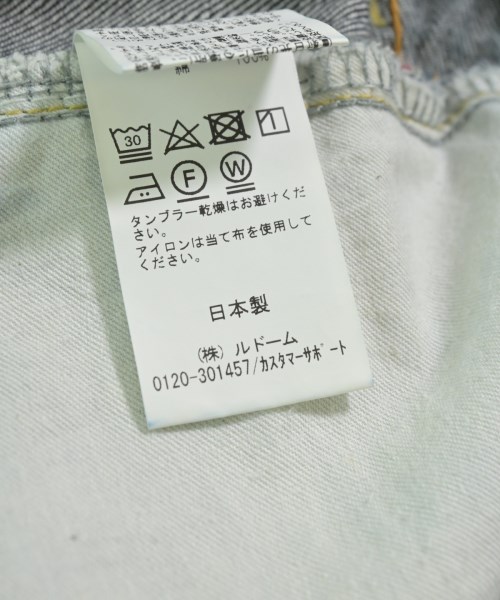 綿
30
F
W
タンブラー乾燥はお避けくだ
さい。
アイロンは当て布を使用して
ください。
日本製
(株) ルドーム
0120-301457/カスタマーサポート